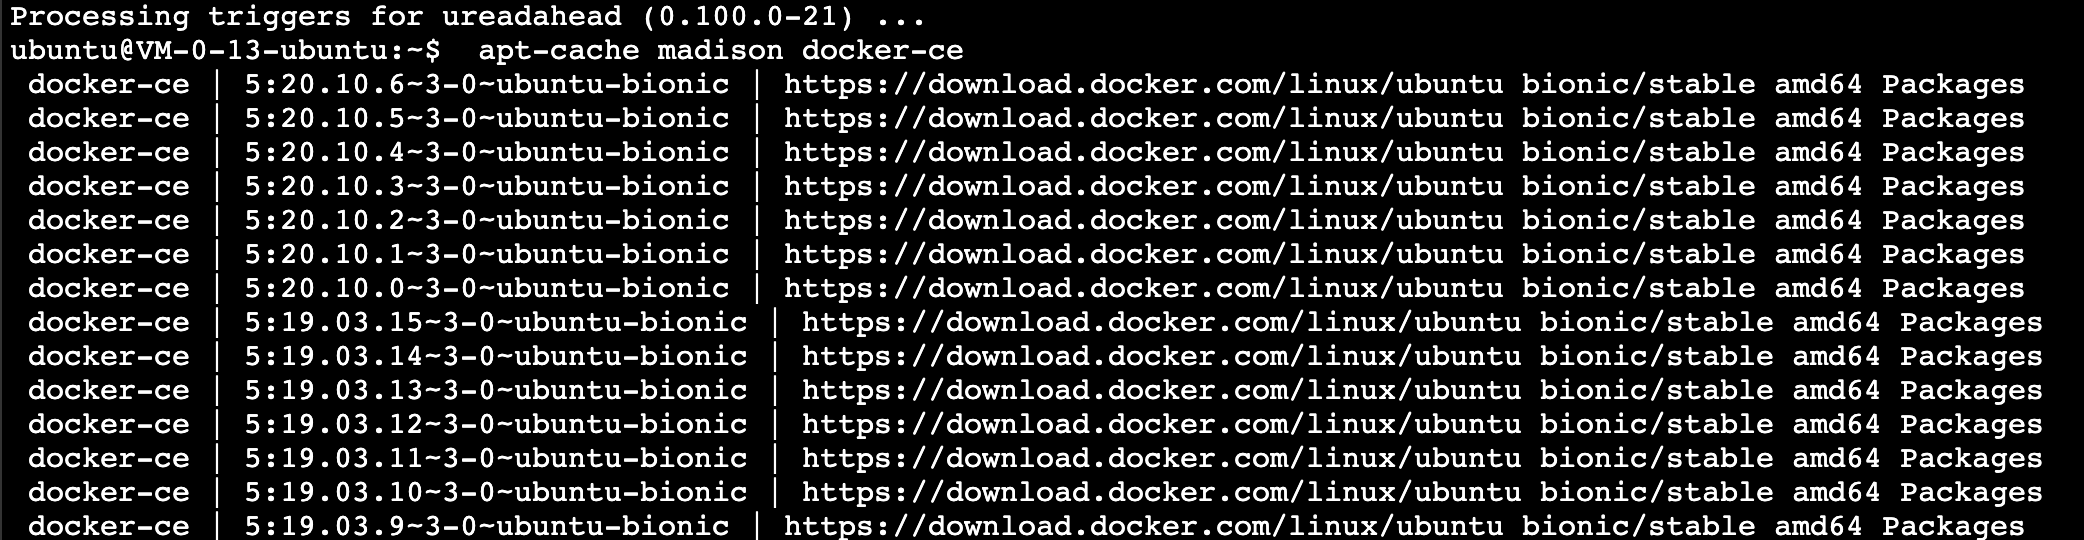 Processing triggers for ureadahead (0.100.0-21) ...
ubuntu@VM-0-13-ubuntu:~$  apt-cache madison docker-ce
 docker-ce | 5:20.10.6~3-0~ubuntu-bionic | https://download.docker.com/linux/ubuntu bionic/stable amd64 Packages
 docker-ce | 5:20.10.5~3-0~ubuntu-bionic | https://download.docker.com/linux/ubuntu bionic/stable amd64 Packages
 docker-ce | 5:20.10.4~3-0~ubuntu-bionic | https://download.docker.com/linux/ubuntu bionic/stable amd64 Packages
 docker-ce | 5:20.10.3~3-0~ubuntu-bionic | https://download.docker.com/linux/ubuntu bionic/stable amd64 Packages
 docker-ce | 5:20.10.2~3-0~ubuntu-bionic | https://download.docker.com/linux/ubuntu bionic/stable amd64 Packages
 docker-ce | 5:20.10.1~3-0~ubuntu-bionic | https://download.docker.com/linux/ubuntu bionic/stable amd64 Packages
 docker-ce | 5:20.10.0~3-0~ubuntu-bionic | https://download.docker.com/linux/ubuntu bionic/stable amd64 Packages
 docker-ce | 5:19.03.15~3-0~ubuntu-bionic | https://download.docker.com/linux/ubuntu bionic/stable amd64 Packages
 docker-ce | 5:19.03.14~3-0~ubuntu-bionic | https://download.docker.com/linux/ubuntu bionic/stable amd64 Packages
 docker-ce | 5:19.03.13~3-0~ubuntu-bionic | https://download.docker.com/linux/ubuntu bionic/stable amd64 Packages
 docker-ce | 5:19.03.12~3-0~ubuntu-bionic | https://download.docker.com/linux/ubuntu bionic/stable amd64 Packages
 docker-ce | 5:19.03.11~3-0~ubuntu-bionic | https://download.docker.com/linux/ubuntu bionic/stable amd64 Packages
 docker-ce | 5:19.03.10~3-0~ubuntu-bionic | https://download.docker.com/linux/ubuntu bionic/stable amd64 Packages
 docker-ce | 5:19.03.9~3-0~ubuntu-bionic | https://download.docker.com/linux/ubuntu bionic/stable amd64 Packages